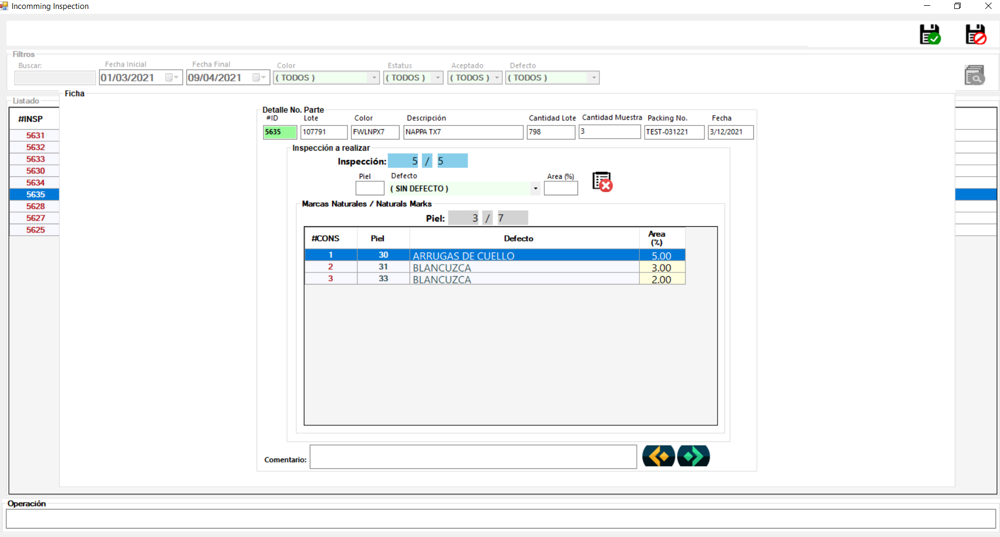 Incomming Inspection
Filtros
Buscar: Fecha Inicial Fecha Final Color Estatus Aceptado Defecto
01/03/2021 09/04/2021 ( TODOS ) ( TODOS ) ( TODOS ) ( TODOS )
Listado
#INSP
5631
5632
5633
5630
5634
5635
5628
5627
5625
Ficha
Detalle No. Parte
#ID Lote Color Descripción Cantidad Lote Cantidad Muestra Packing No. Fecha
5635 107791 FWLNPX7 NAPPA TX7 798 3 TEST-031221 3/12/2021
Inspección a realizar
Inspección: 5 / 5
Piel Defecto Area (%)
( SIN DEFECTO )
Marcas Naturales / Naturals Marks
Piel: 3 / 7
#CONS Piel Defecto Area (%)
1 30 ARRUGAS DE CUELLO 5.00
2 31 BLANCUZCA 3.00
3 33 BLANCUZCA 2.00
Comentario:
Operación